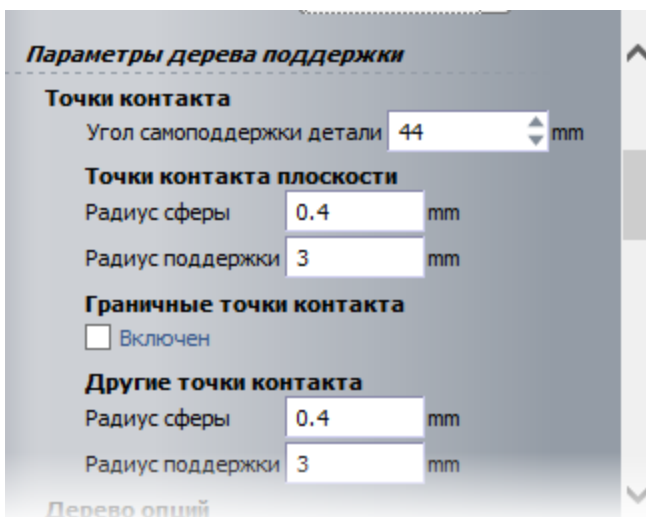 Параметры дерева поддержки
Точки контакта
Угол самоподдержки детали 44 mm
Точки контакта плоскости
Радиус сферы 0.4 mm
Радиус поддержки 3 mm
Граничные точки контакта
Включен
Другие точки контакта
Радиус сферы 0.4 mm
Радиус поддержки 3 mm
Дерево опций